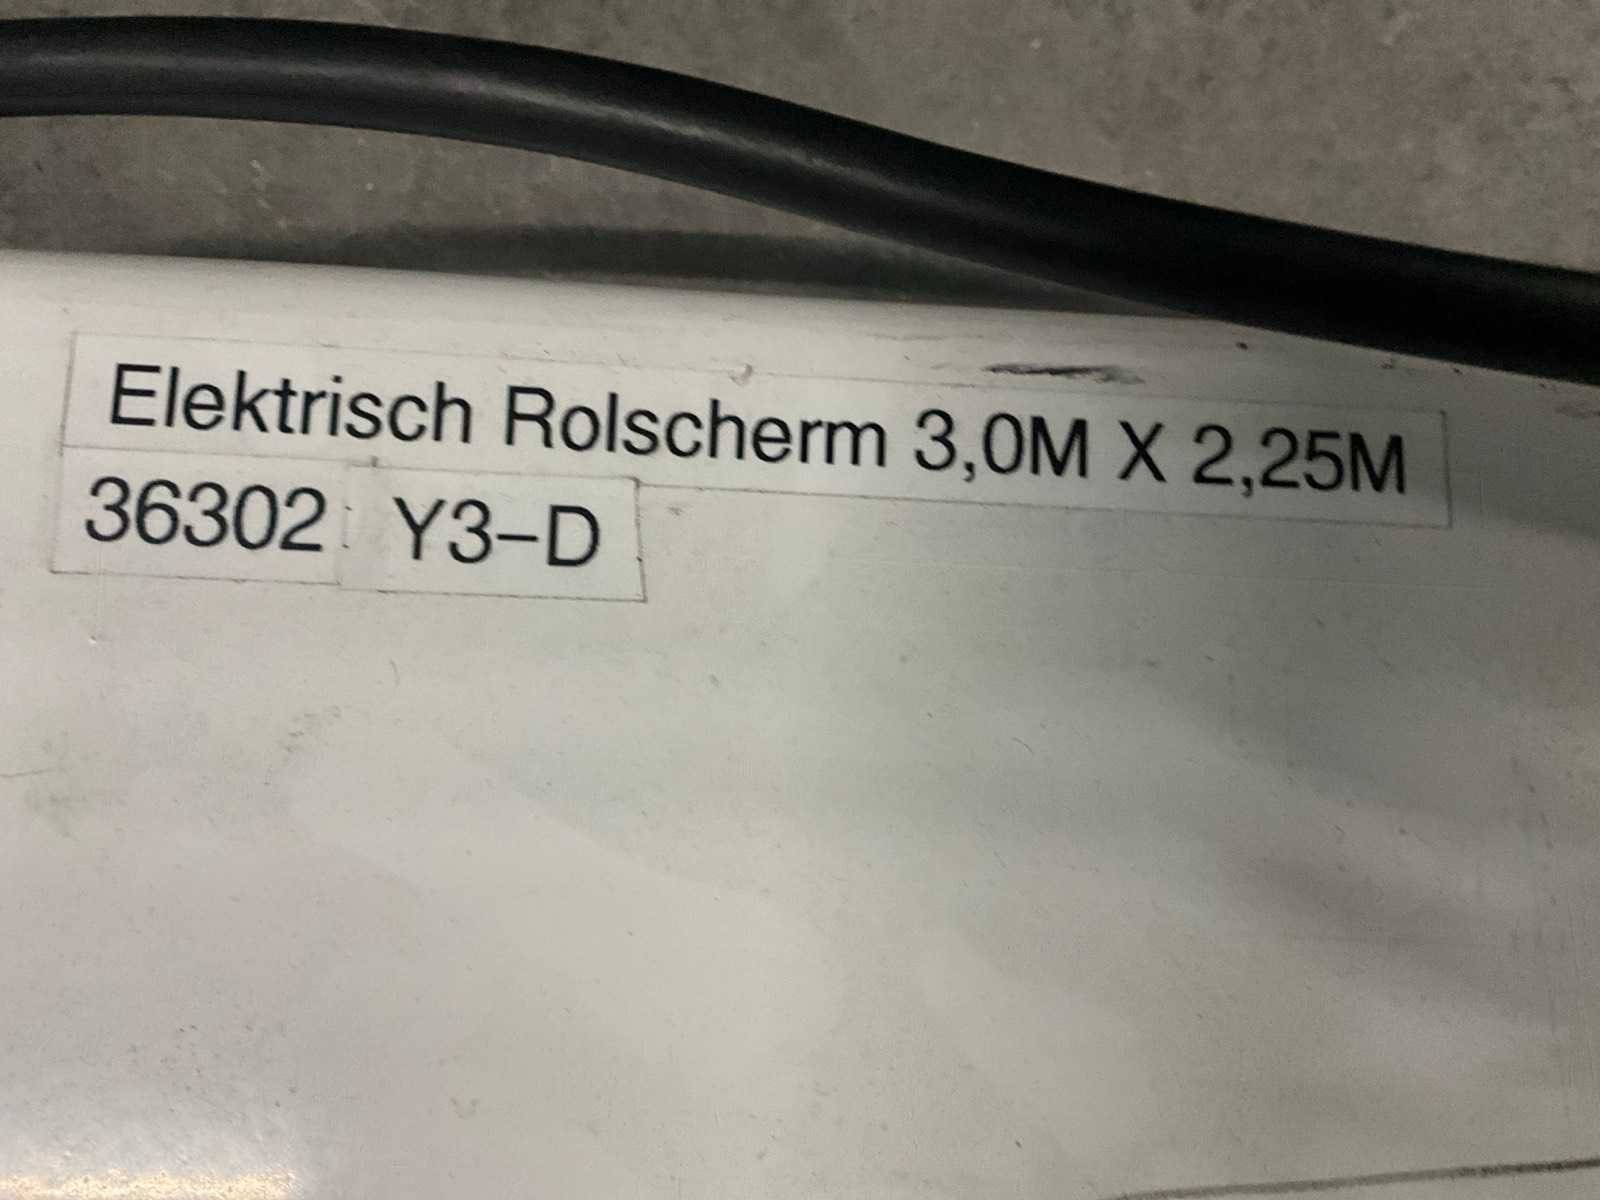 Elektrisch Rolscherm 3,0M X 2,25M
36302 Y3-D